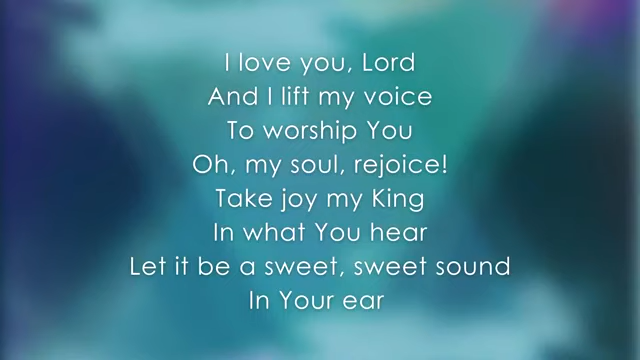 I love you, Lord
And I lift my voice
To worship You
Oh, my soul, rejoice!
Take joy my King
In what You hear
Let it be a sweet, sweet sound
In Your ear